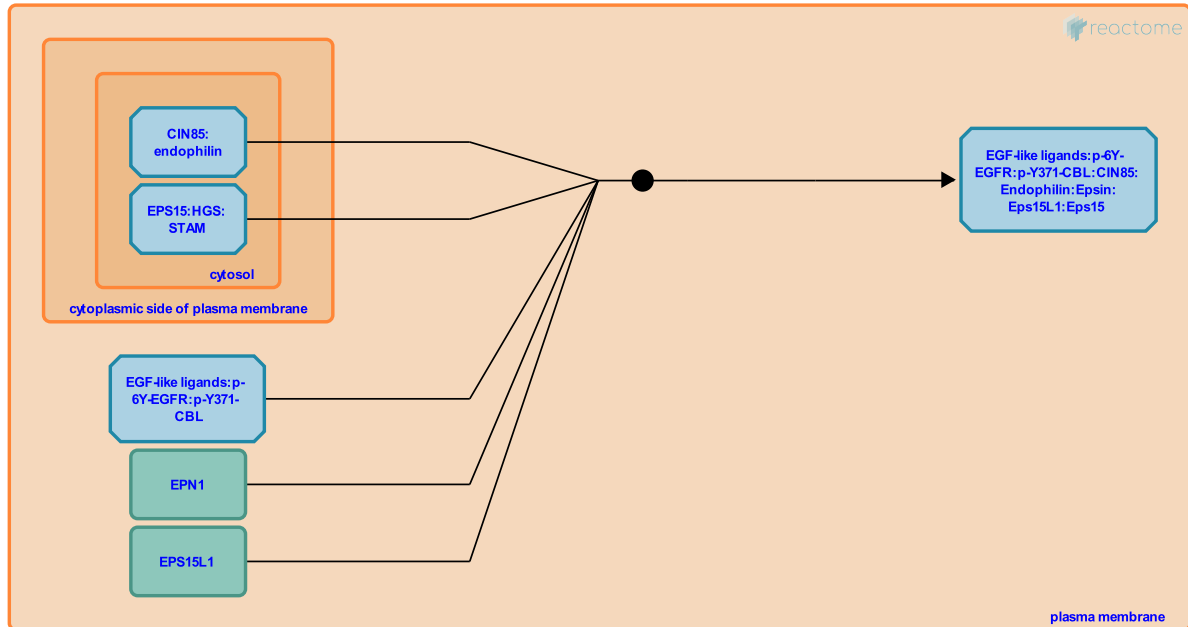 reactome
CIN85:
endophilin
EPS15:HGS:
STAM
cytosol
cytoplasmic side of plasma membrane
EGF-like ligands:p-
6Y-EGFR:p-Y371-
CBL
EPN1
EPS15L1
EGF-like ligands:p-6Y-
EGFR:p-Y371-CBL:CIN85:
Endophilin:Epsin:
Eps15L1:Eps15
plasma membrane